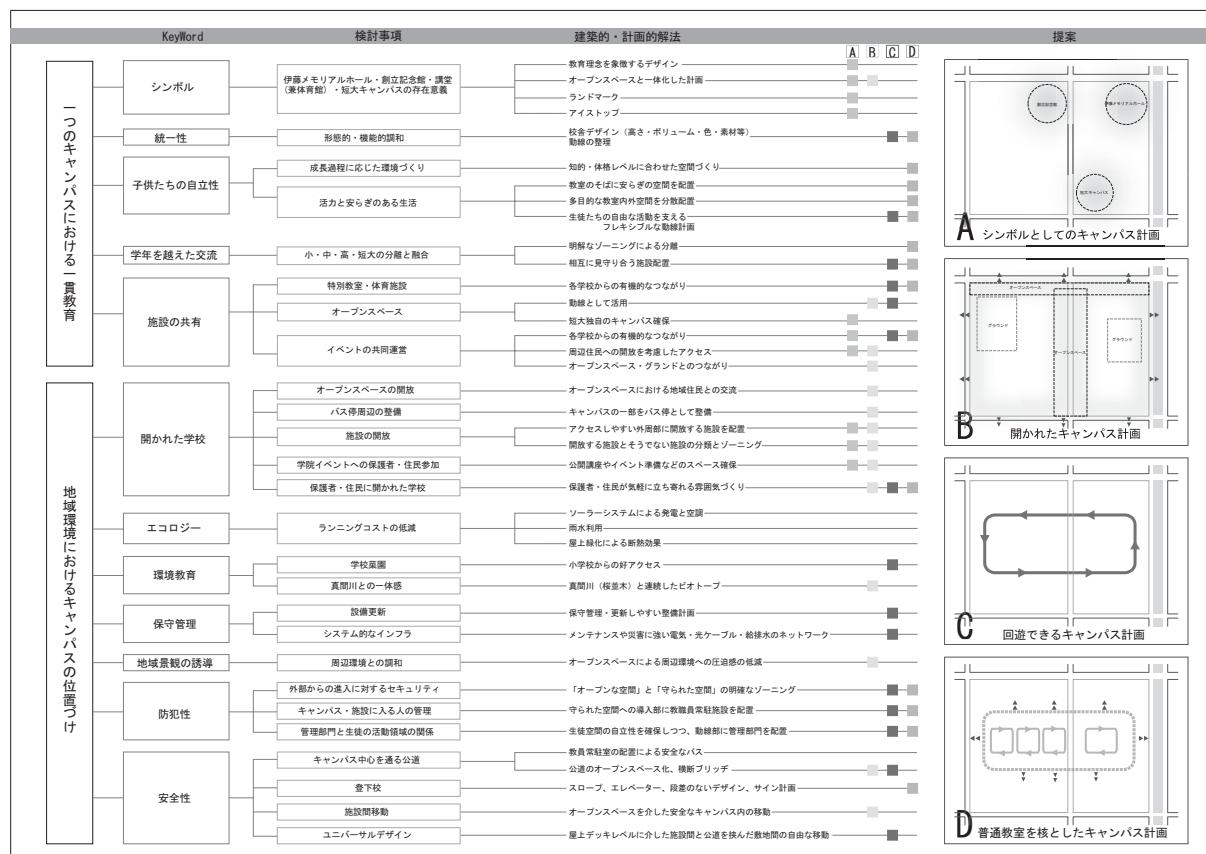 KeyWord 検討事項 建築的・計画的解法 提案
A B C D
一つのキャンパスにおける一貫教育
シンボル
伊藤メモリアルホール・創立記念館・講堂
(兼体育館)・短大キャンパスの存在意義
教育理念を象徴するデザイン
オープンスペースと一体化した計画
ランドマーク
アイストップ
統一性
形態的・機能的調和
校舎デザイン(高さ・ボリューム・色・素材等)
動線の整理
子供たちの自立性
成長過程に応じた環境づくり
知的・体格レベルに合わせた空間づくり
活力と安らぎのある生活
教室のそばに安らぎの空間を配置
多目的な教室内外空間を分散配置
生徒たちの自由な活動を支える
フレキシブルな動線計画
学年を越えた交流
小・中・高・短大の分離と融合
明解なゾーニングによる分離
相互に見守り合う施設配置
施設の共有
特別教室・体育施設
各学校からの有機的なつながり
オープンスペース
動線として活用
短大独自のキャンパス確保
イベントの共同運営
各学校からの有機的なつながり
周辺住民への開放を考慮したアクセス
オープンスペース・グランドとのつながり
地域環境におけるキャンパスの位置づけ
開かれた学校
オープンスペースの開放
オープンスペースにおける地域住民との交流
バス停周辺の整備
キャンパスの一部をバス停として整備
施設の開放
アクセスしやすい外周部に開放する施設を配置
開放する施設とそうでない施設の分類とゾーニング
学院イベントへの保護者・住民参加
公開講座やイベント準備などのスペース確保
保護者・住民に開かれた学校
保護者・住民が気軽に立ち寄れる雰囲気づくり
エコロジー
ランニングコストの低減
ソーラーシステムによる発電と空調
雨水利用
屋上緑化による断熱効果
環境教育
学校菜園
小学校からの好アクセス
真間川との一体感
真間川(桜並木)と連続したビオトープ
保守管理
設備更新
保守管理・更新しやすい整備計画
システム的なインフラ
メンテナンスや災害に強い電気・光ケーブル・給排水のネットワーク
地域景観の誘導
周辺環境との調和
オープンスペースによる周辺環境への圧迫感の低減
防犯性
外部からの進入に対するセキュリティ
「オープンな空間」と「守られた空間」の明確なゾーニング
キャンパス・施設に入る人の管理
守られた空間への導入部に教職員常駐施設を配置
管理部門と生徒の活動領域の関係
生徒空間の自立性を確保しつつ、動線部に管理部門を配置
安全性
キャンパス中心を通る公道
教員常駐室の配置による安全なパス
公道のオープンスペース化、横断ブリッヂ
登下校
スロープ、エレベーター、段差のないデザイン、サイン計画
施設間移動
オープンスペースを介した安全なキャンパス内の移動
ユニバーサルデザイン
屋上デッキレベルに介した施設間と公道を挟んだ敷地間の自由な移動
創立記念館
伊藤メモリアルホール
短大キャンパス
A シンボルとしてのキャンパス計画
オープンスペース
グラウンド
オープンスペース
グラウンド
B 開かれたキャンパス計画
C 回遊できるキャンパス計画
D 普通教室を核としたキャンパス計画